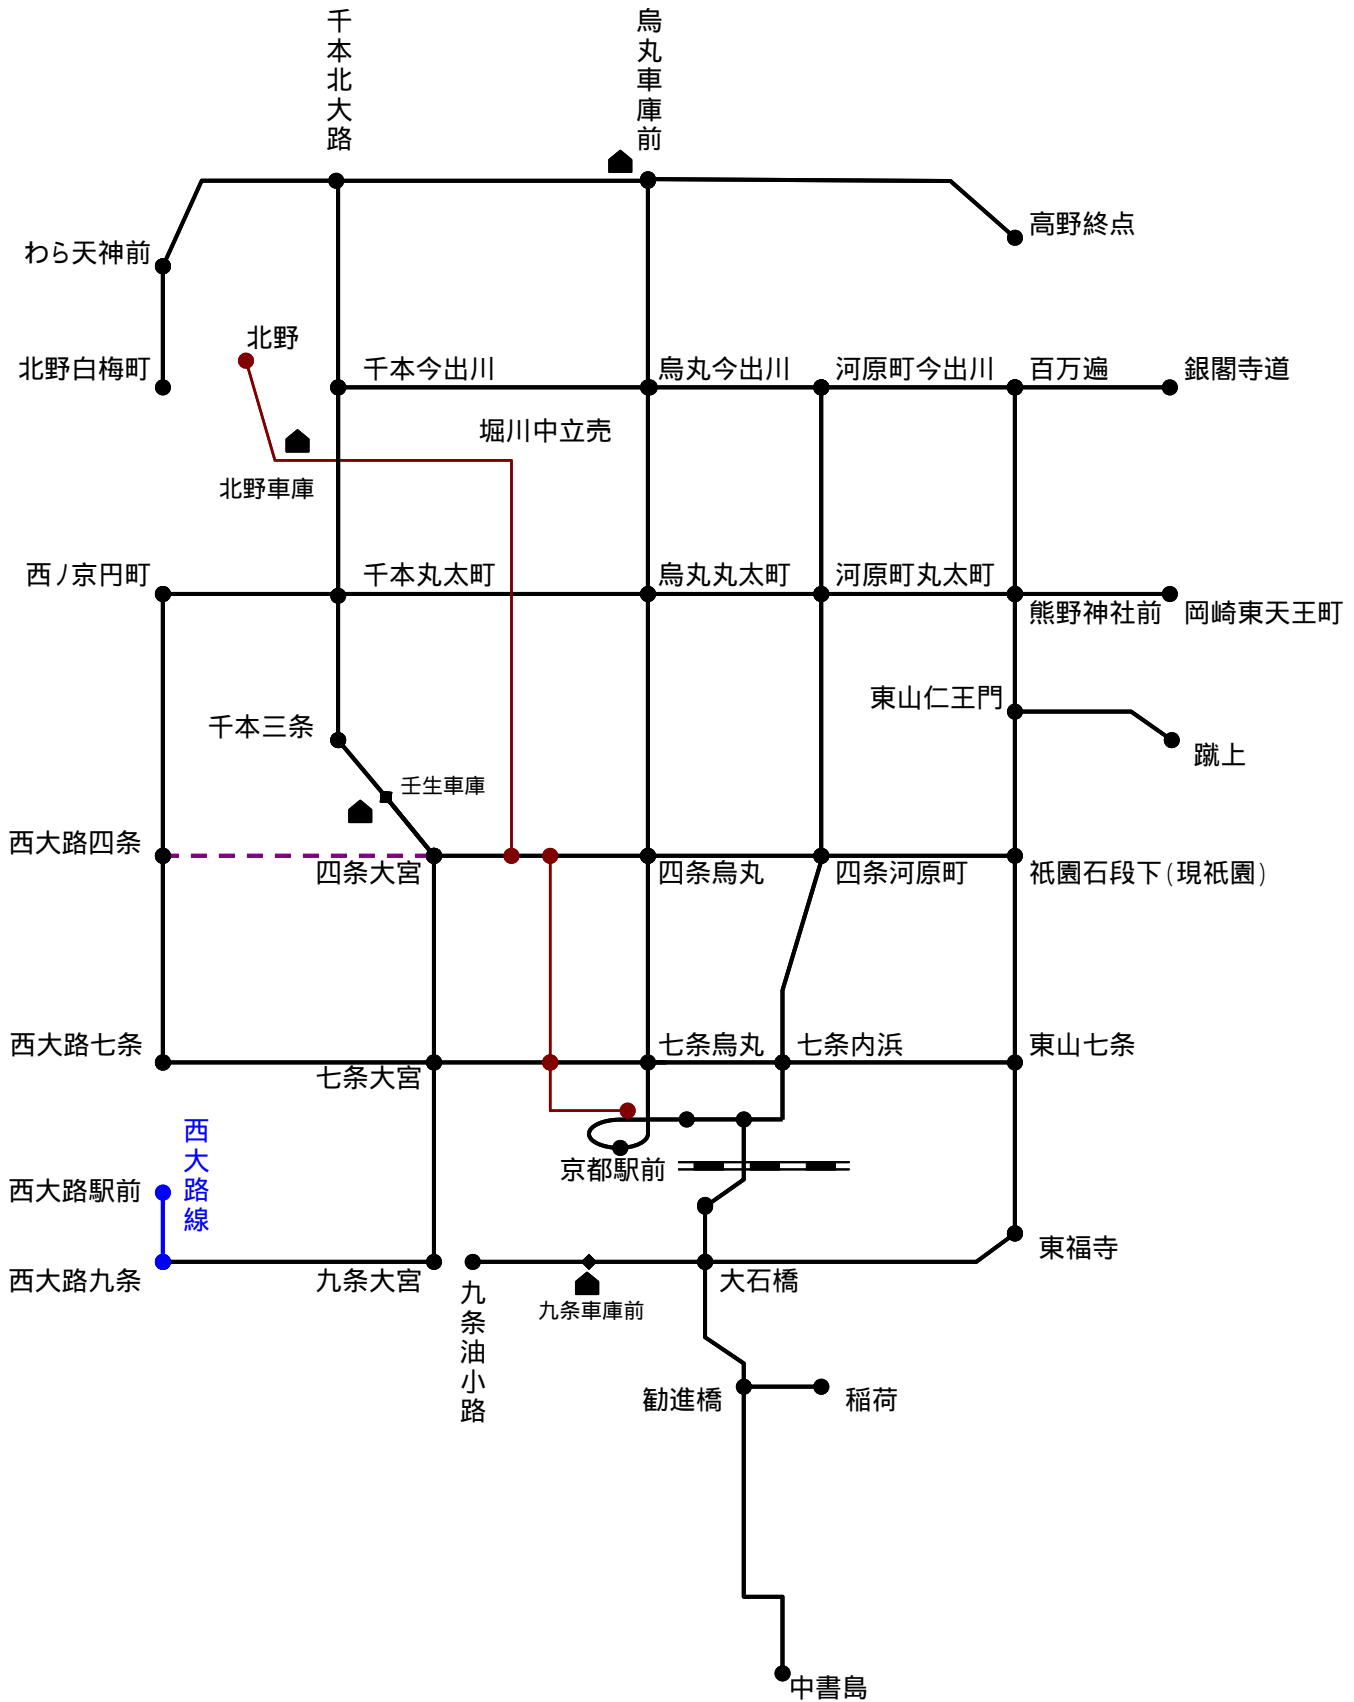 千本北大路
烏丸車庫前
高野終点
わら天神前
北野
北野白梅町
千本今出川
烏丸今出川
河原町今出川
百万遍
銀閣寺道
堀川中立売
北野車庫
西ノ京円町
千本丸太町
烏丸丸太町
河原町丸太町
熊野神社前
岡崎東天王町
東山仁王門
千本三条
蹴上
壬生車庫
西大路四条
四条大宮
四条烏丸
四条河原町
祇園石段下(現祇園)
西大路七条
七条大宮
七条烏丸
七条内浜
東山七条
西大路線
京都駅前
西大路駅前
東福寺
西大路九条
九条大宮
九条油小路
九条車庫前
大石橋
勧進橋
稲荷
中書島